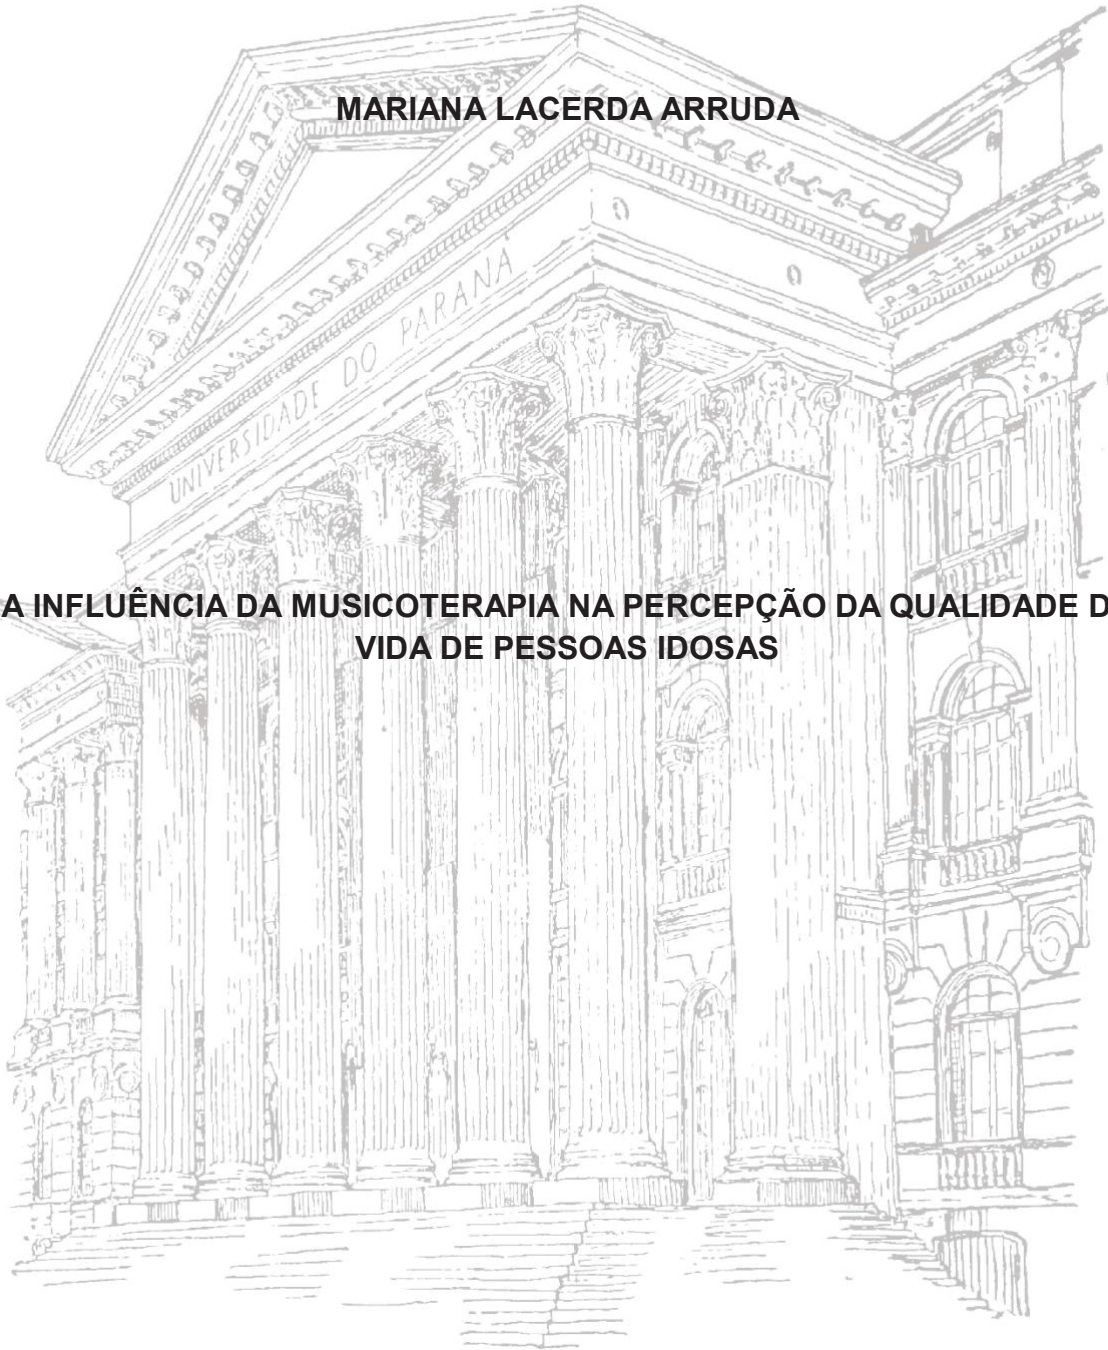 MARIANA LACERDA ARRUDA
UNIVERSIDADE DO PARANÁ
A INFLUÊNCIA DA MUSICOTERAPIA NA PERCEPÇÃO DA QUALIDADE D
VIDA DE PESSOAS IDOSAS